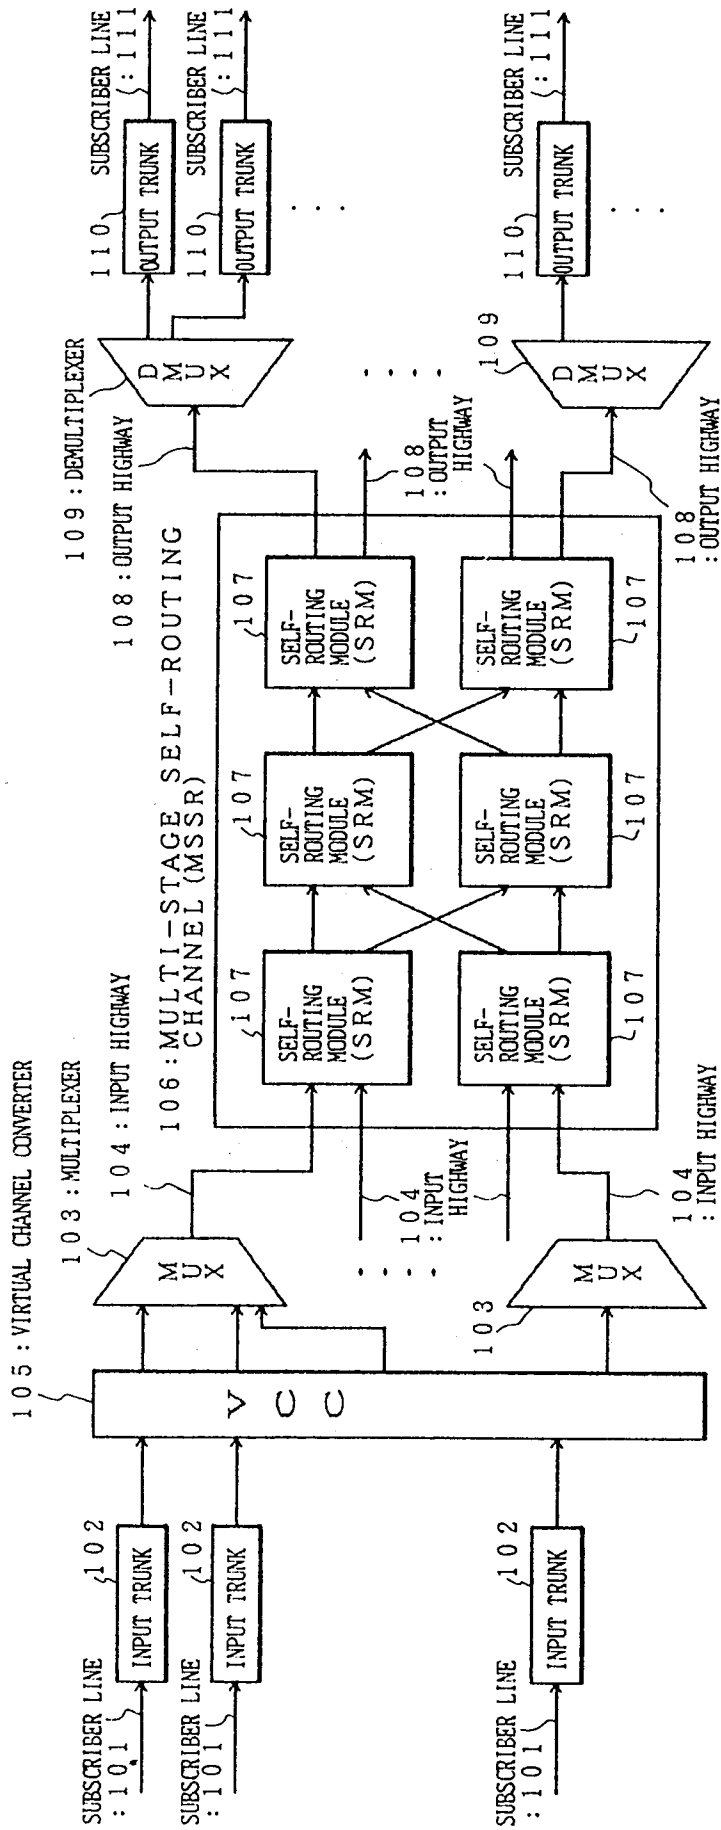 SUBSCRIBER LINE
:101
SUBSCRIBER LINE
:101
SUBSCRIBER LINE
:101
102
INPUT TRUNK
102
INPUT TRUNK
102
INPUT TRUNK
105:VIRTUAL CHANNEL CONVERTER
VCC
103:MULTIPLEXER
MUX
103
MUX
104:INPUT HIGHWAY
104
:INPUT
HIGHWAY
104
:INPUT HIGHWAY
106:MULTI-STAGE SELF-ROUTING
CHANNEL (MSSR)
107
SELF-
ROUTING
MODULE
(SRM)
107
SELF-
ROUTING
MODULE
(SRM)
107
SELF-
ROUTING
MODULE
(SRM)
SELF-
ROUTING
MODULE
(SRM)
107
SELF-
ROUTING
MODULE
(SRM)
107
SELF-
ROUTING
MODULE
(SRM)
107
108:OUTPUT HIGHWAY
108
:OUTPUT
HIGHWAY
108
:OUTPUT HIGHWAY
109:DEMULTIPLEXER
DMUX
109
DMUX
110
OUTPUT TRUNK
110
OUTPUT TRUNK
110
OUTPUT TRUNK
SUBSCRIBER LINE
:111
SUBSCRIBER LINE
:111
SUBSCRIBER LINE
:111